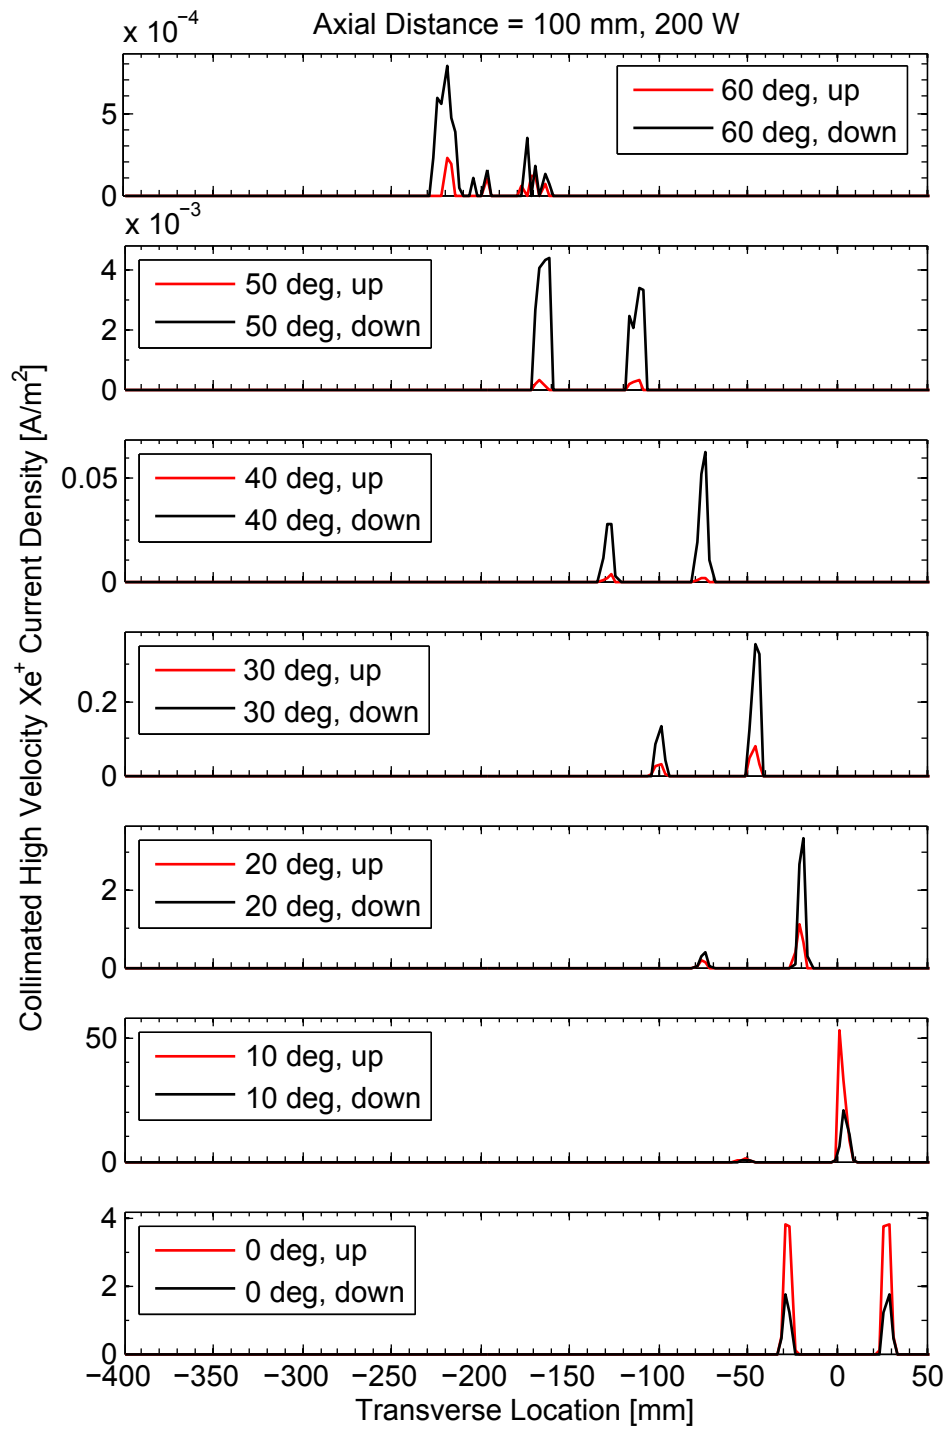 Axial Distance = 100 mm, 200 W
x 10⁻⁴
5
0
60 deg, up
60 deg, down
x 10⁻³
4
2
0
50 deg, up
50 deg, down
0.05
0
40 deg, up
40 deg, down
0.2
0
30 deg, up
30 deg, down
2
0
20 deg, up
20 deg, down
50
0
10 deg, up
10 deg, down
4
2
0
0 deg, up
0 deg, down
−400 −350 −300 −250 −200 −150 −100 −50 0 50
Transverse Location [mm]
Collimated High Velocity Xe⁺ Current Density [A/m²]